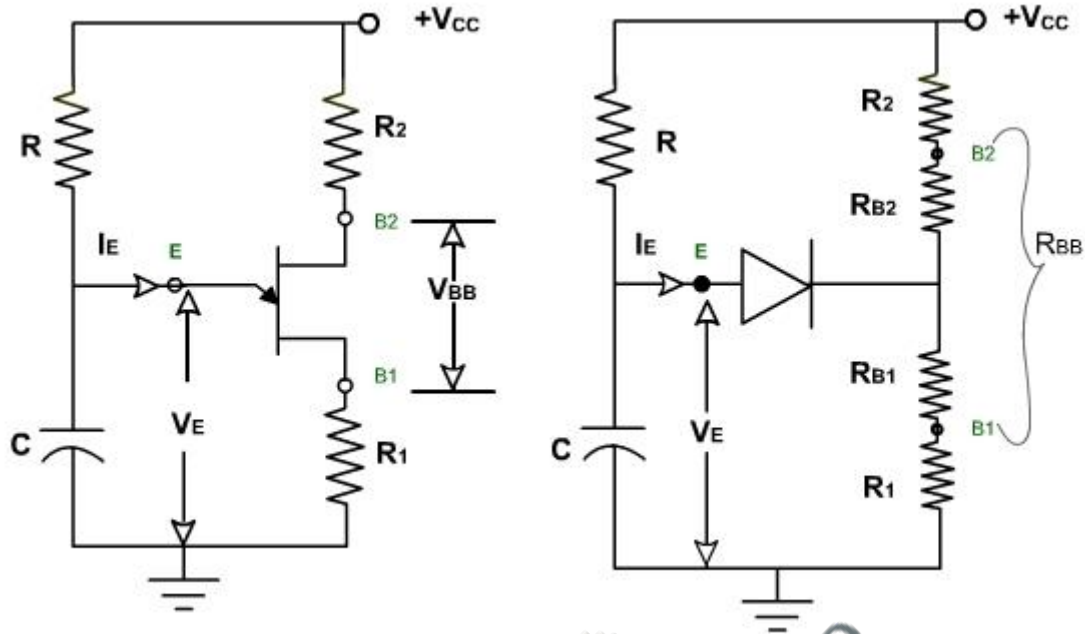 +VCC
R
R2
B2
IE
E
VBB
B1
VE
C
R1
+VCC
R2
B2
R
RB2
RBB
IE
E
RB1
B1
VE
C
R1